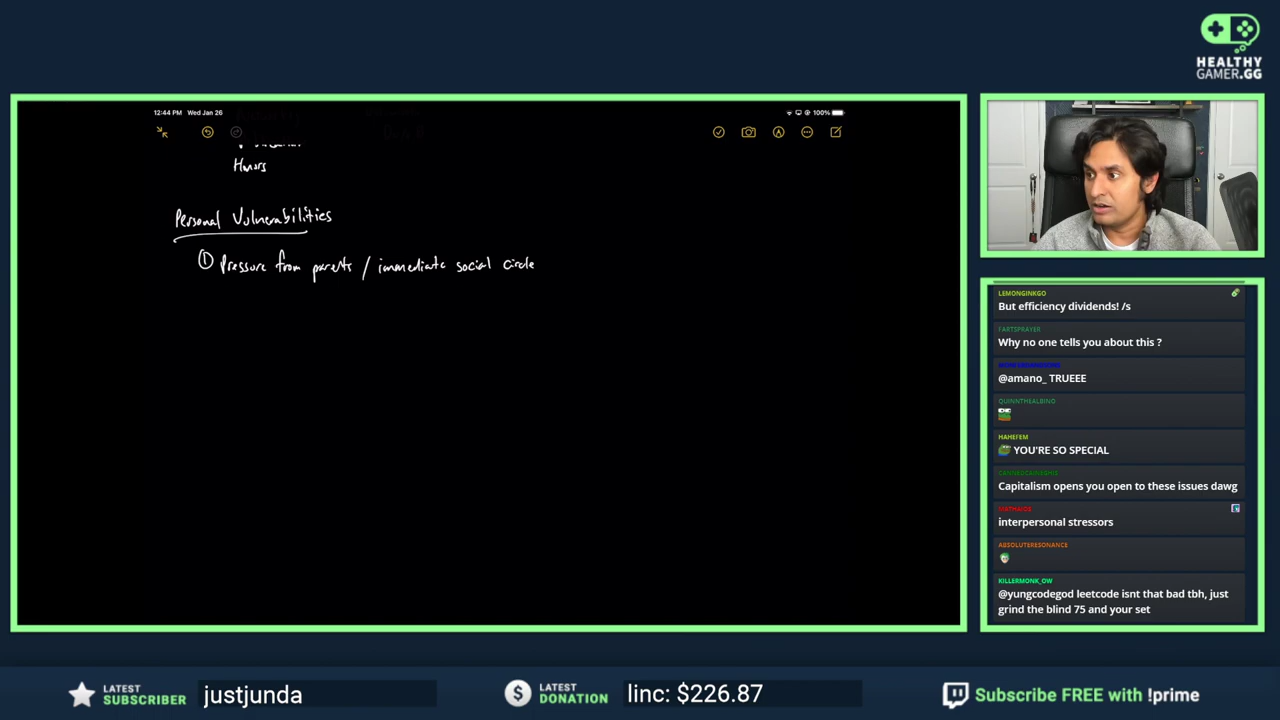 HEALTHY
GAMER.GG
12:44 PM Wed Jan 26
100%
Honors
Personal Vulnerabilities
① Pressure from parents / immediate social circle
LEMONGINKGO
But efficiency dividends! /s
FARTSPRAYER
Why no one tells you about this ?
@amano_ TRUEEE
QUINNTHEALBINO
HAHEFEM
YOU'RE SO SPECIAL
Capitalism opens you open to these issues dawg
interpersonal stressors
ABSOLUTERESONANCE
KILLERMONK_OW
@yungcodegod leetcode isnt that bad tbh, just
grind the blind 75 and your set
LATEST
SUBSCRIBER
justjunda
LATEST
DONATION
linc: $226.87
Subscribe FREE with !prime